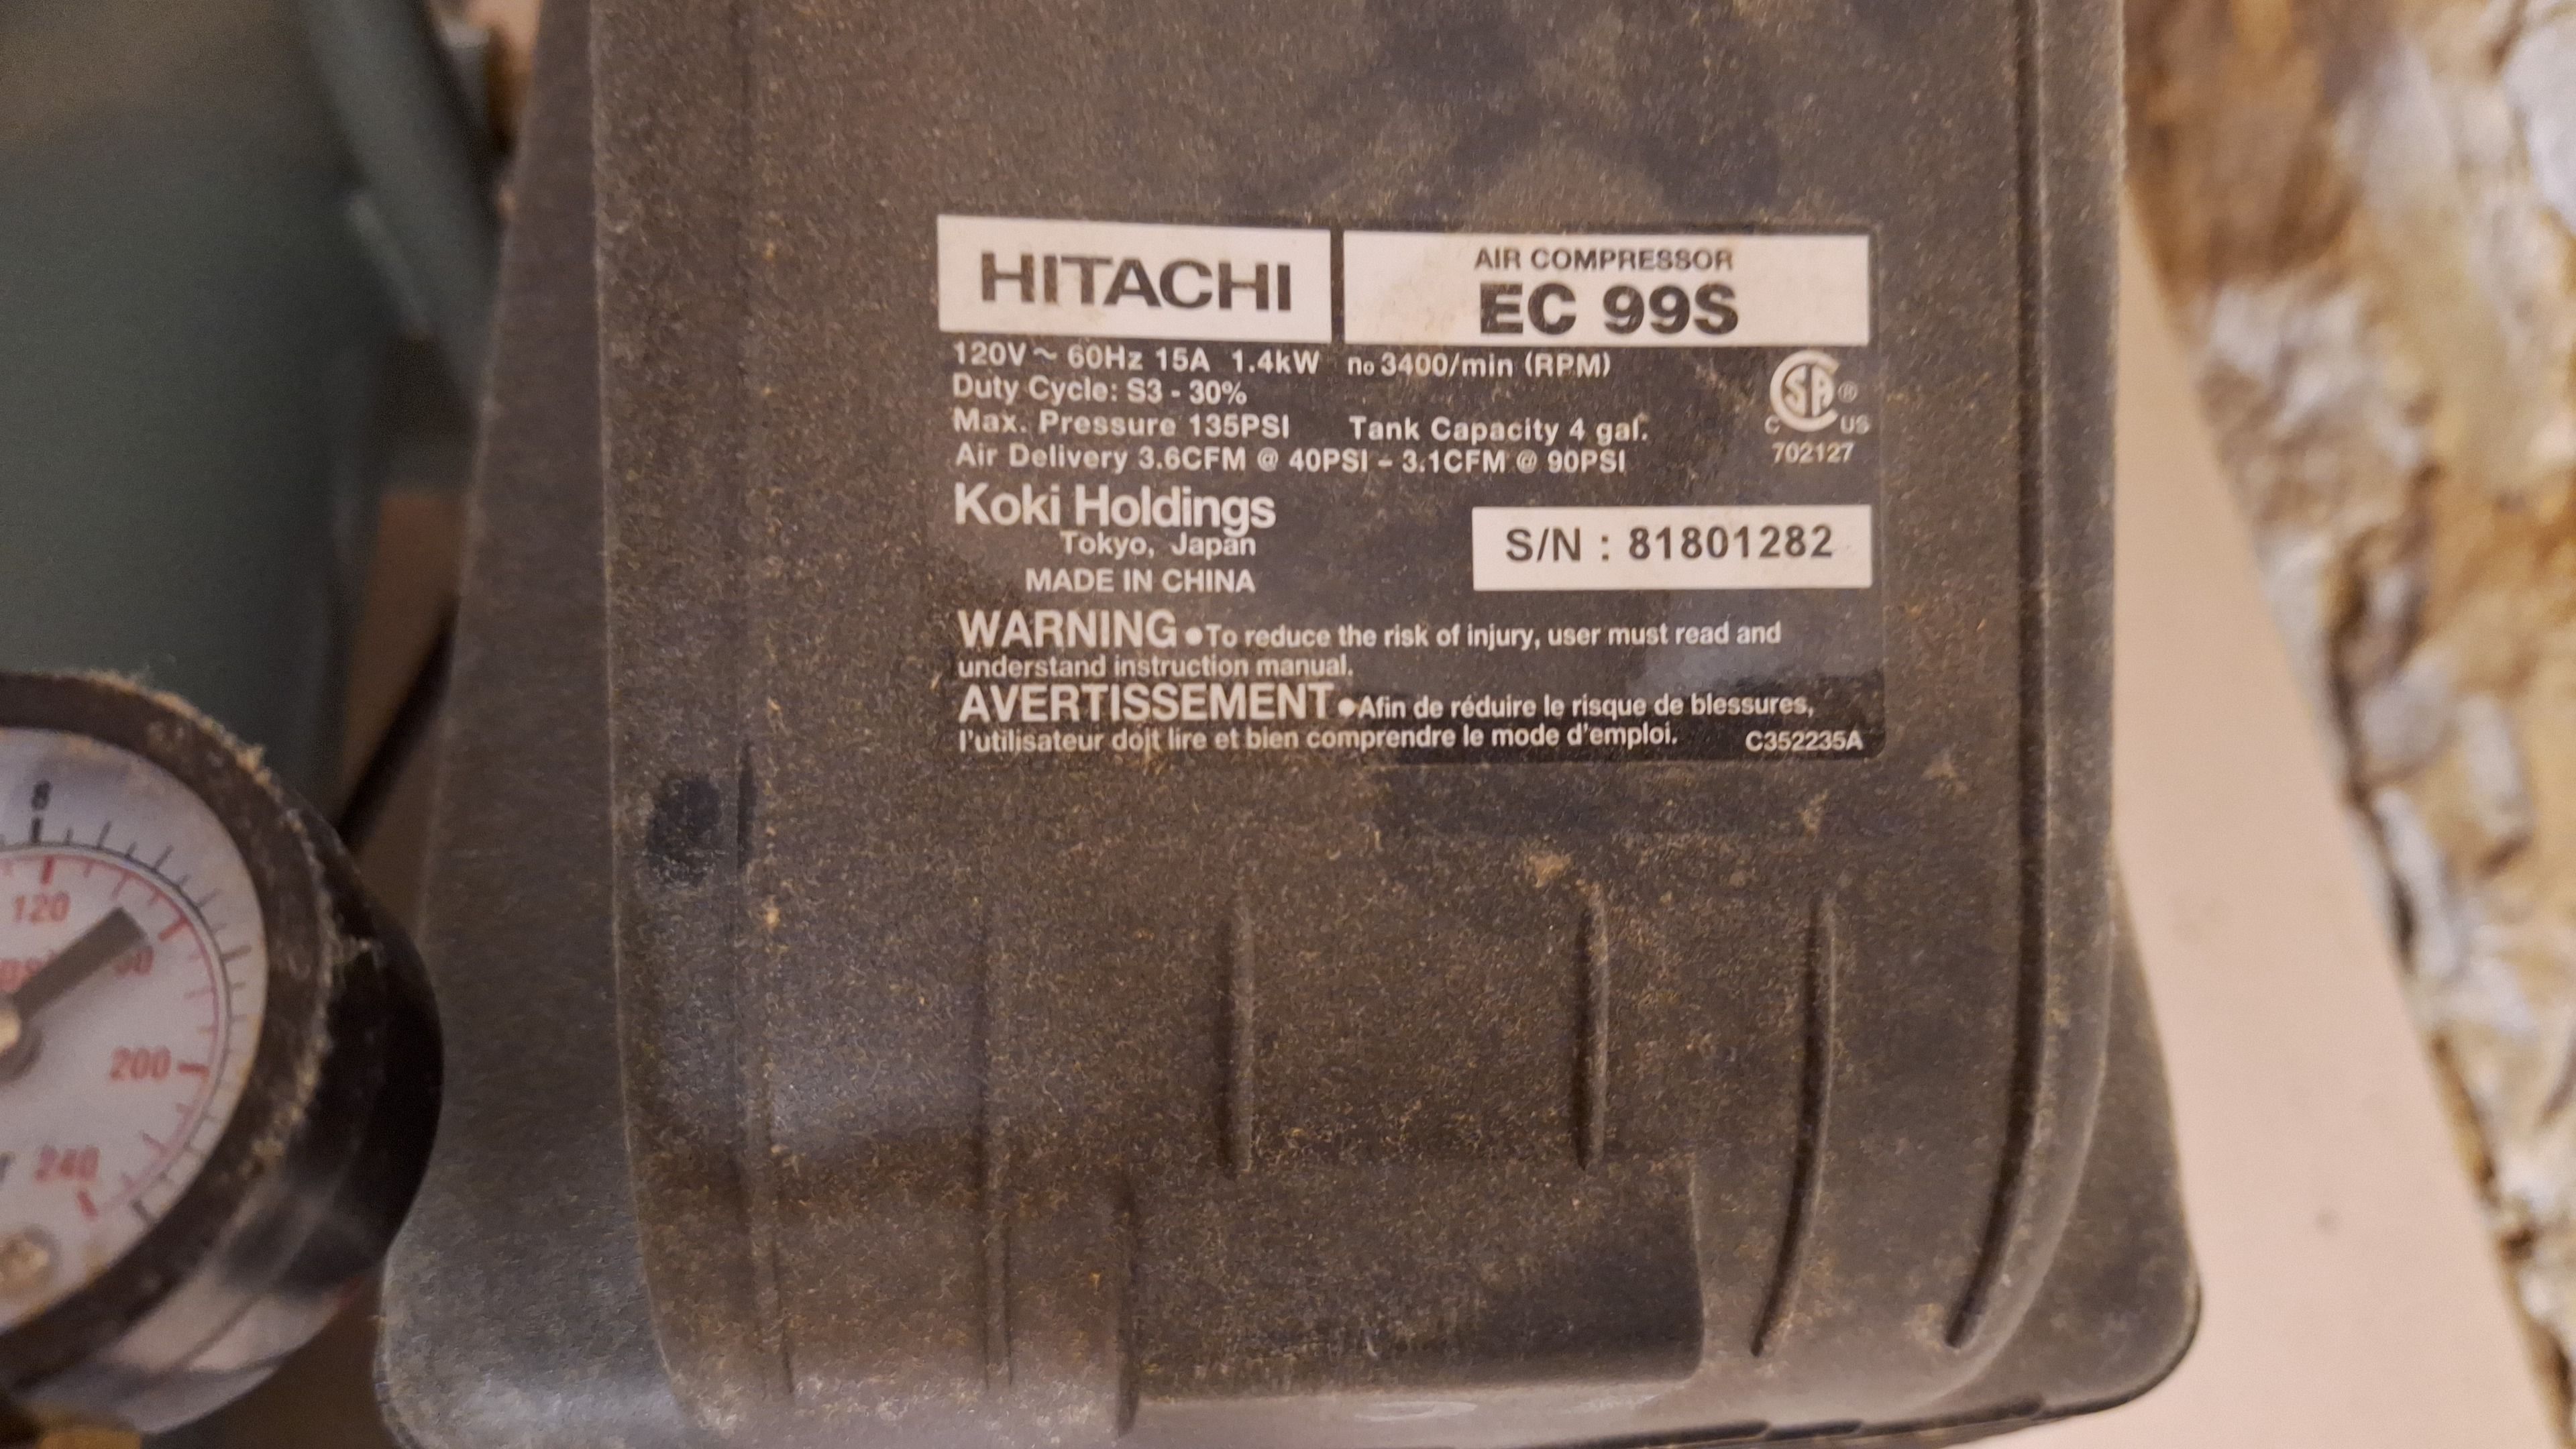 HITACHI
AIR COMPRESSOR
EC 99S
120V ~ 60Hz 15A 1.4kW no 3400/min (RPM)
Duty Cycle: S3 - 30%
Max. Pressure 135PSI Tank Capacity 4 gal.
Air Delivery 3.6CFM @ 40PSI – 3.1CFM @ 90PSI
C SA ® US
702127
Koki Holdings
Tokyo, Japan
MADE IN CHINA
S/N : 81801282
WARNING ●To reduce the risk of injury, user must read and
understand instruction manual.
AVERTISSEMENT ●Afin de réduire le risque de blessures,
l'utilisateur doit lire et bien comprendre le mode d'emploi.
C352235A
8
120
200
240